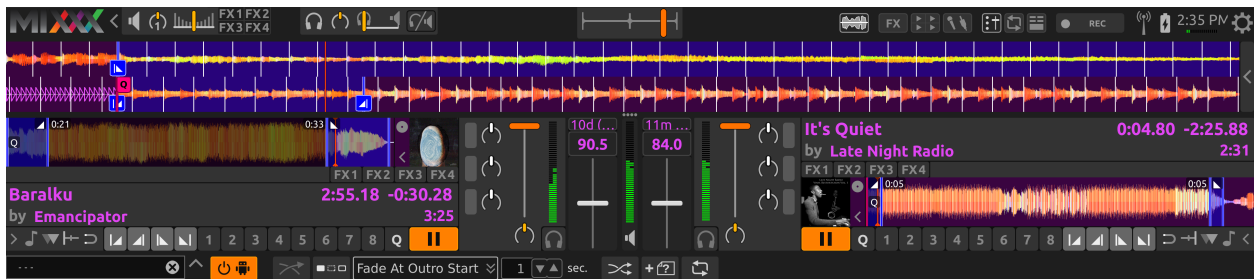 MIXXX
1
FX1 FX2
FX3 FX4
FX
REC
2:35 PM
Q
0:21
0:33
Q
FX1 FX2 FX3 FX4
Baralku
2:55.18 -0:30.28
by Emancipator
3:25
1 2 3 4 5 6 7 8 Q
10d (...
90.5
11m ...
84.0
It's Quiet
0:04.80 -2:25.88
by Late Night Radio
2:31
FX1 FX2 FX3 FX4
0:05
0:05
Q
Q 1 2 3 4 5 6 7 8
---
Fade At Outro Start
1
sec.